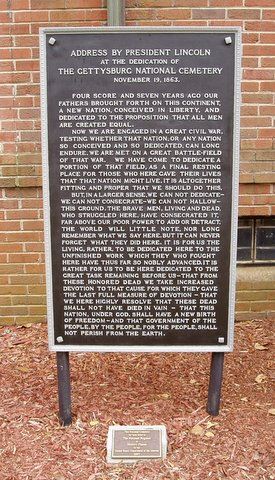 ADDRESS BY PRESIDENT LINCOLN
AT THE DEDICATION OF
THE GETTYSBURG NATIONAL CEMETERY
NOVEMBER 19, 1863.
FOUR SCORE AND SEVEN YEARS AGO OUR
FATHERS BROUGHT FORTH ON THIS CONTINENT,
A NEW NATION, CONCEIVED IN LIBERTY, AND
DEDICATED TO THE PROPOSITION THAT ALL MEN
ARE CREATED EQUAL.
NOW WE ARE ENGAGED IN A GREAT CIVIL WAR,
TESTING WHETHER THAT NATION, OR ANY NATION
SO CONCEIVED AND SO DEDICATED, CAN LONG
ENDURE. WE ARE MET ON A GREAT BATTLE-FIELD
OF THAT WAR. WE HAVE COME TO DEDICATE A
PORTION OF THAT FIELD, AS A FINAL RESTING
PLACE FOR THOSE WHO HERE GAVE THEIR LIVES
THAT THAT NATION MIGHT LIVE. IT IS ALTOGETHER
FITTING AND PROPER THAT WE SHOULD DO THIS.
BUT, IN A LARGER SENSE, WE CAN NOT DEDICATE—
WE CAN NOT CONSECRATE—WE CAN NOT HALLOW—
THIS GROUND. THE BRAVE MEN, LIVING AND DEAD,
WHO STRUGGLED HERE, HAVE CONSECRATED IT,
FAR ABOVE OUR POOR POWER TO ADD OR DETRACT.
THE WORLD WILL LITTLE NOTE, NOR LONG
REMEMBER WHAT WE SAY HERE, BUT IT CAN NEVER
FORGET WHAT THEY DID HERE. IT IS FOR US THE
LIVING, RATHER, TO BE DEDICATED HERE TO THE
UNFINISHED WORK WHICH THEY WHO FOUGHT
HERE HAVE THUS FAR SO NOBLY ADVANCED. IT IS
RATHER FOR US TO BE HERE DEDICATED TO THE
GREAT TASK REMAINING BEFORE US—THAT FROM
THESE HONORED DEAD WE TAKE INCREASED
DEVOTION TO THAT CAUSE FOR WHICH THEY GAVE
THE LAST FULL MEASURE OF DEVOTION—THAT
WE HERE HIGHLY RESOLVE THAT THESE DEAD
SHALL NOT HAVE DIED IN VAIN—THAT THIS
NATION, UNDER GOD, SHALL HAVE A NEW BIRTH
OF FREEDOM—AND THAT GOVERNMENT OF THE
PEOPLE, BY THE PEOPLE, FOR THE PEOPLE, SHALL
NOT PERISH FROM THE EARTH.